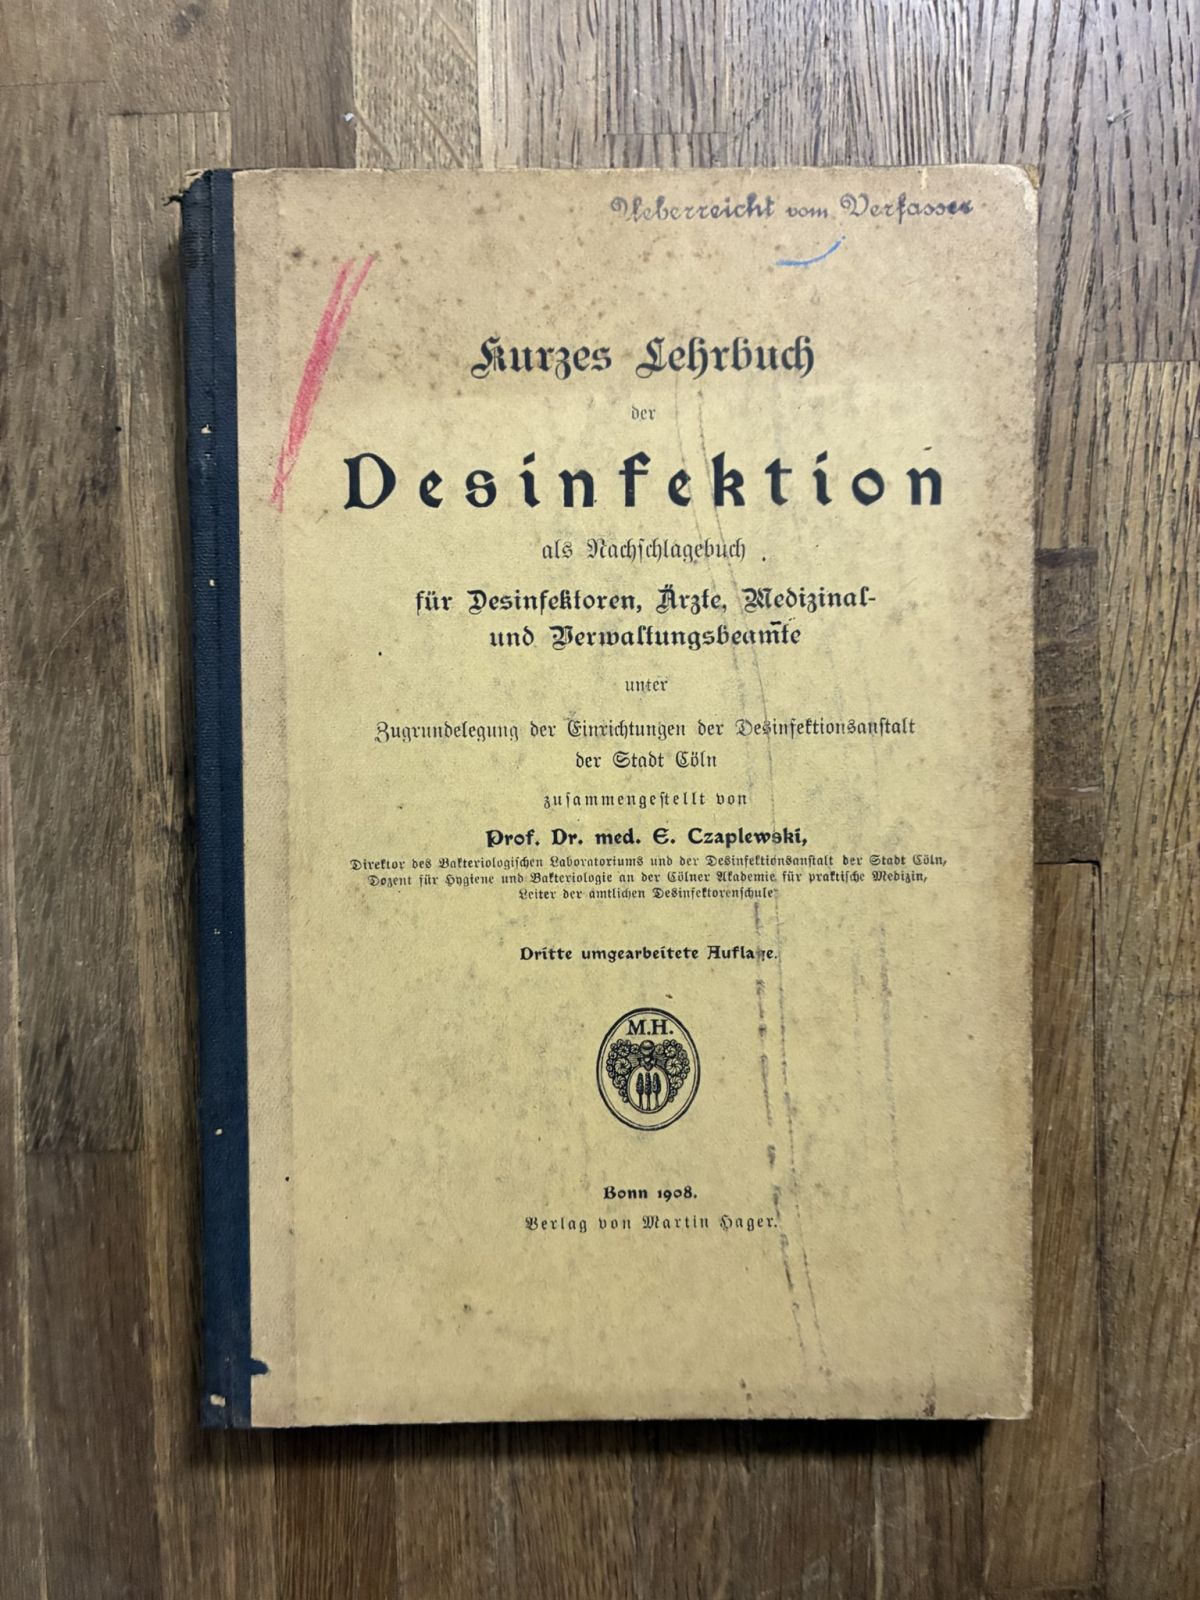 Ueberreicht vom Verfasser
Kurzes Lehrbuch
der
Desinfektion
als Nachschlagebuch
für Desinfektoren, Ärzte, Medizinal-
und Verwaltungsbeam̅te
unter
Zugrundelegung der Einrichtungen der Desinfektionsanstalt
der Stadt Cöln
zusammengestellt von
Prof. Dr. med. E. Czaplewski,
Direktor des Bakteriologischen Laboratoriums und der Desinfektionsanstalt der Stadt Cöln,
Dozent für Hygiene und Bakteriologie an der Cölner Akademie für praktische Medizin,
Leiter der amtlichen Desinfektorenschule
Dritte umgearbeitete Auflage.
M.H.
Bonn 1908.
Verlag von Martin Hager.